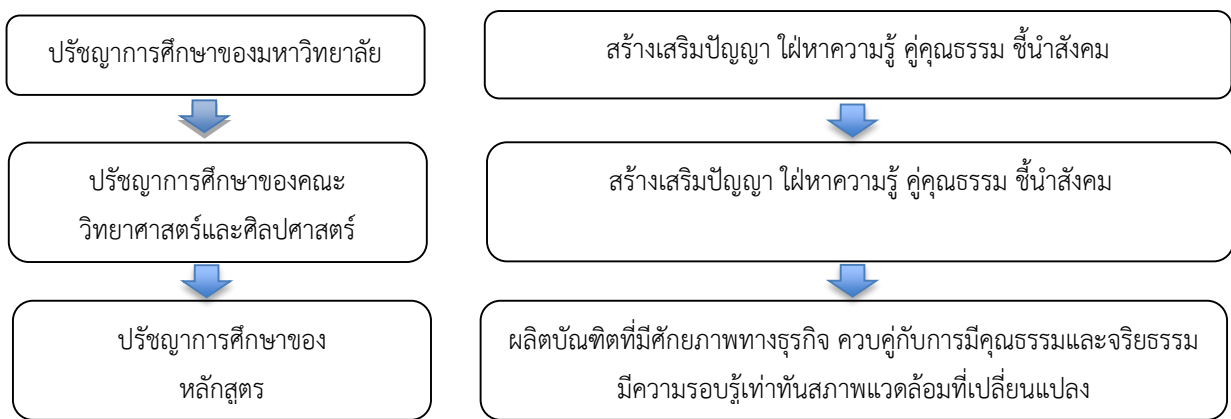 ปรัชญาการศึกษาของมหาวิทยาลัย
สร้างเสริมปัญญา ใฝ่หาความรู้ คู่คุณธรรม ชี้นำสังคม
ปรัชญาการศึกษาของคณะ
วิทยาศาสตร์และศิลปศาสตร์
สร้างเสริมปัญญา ใฝ่หาความรู้ คู่คุณธรรม ชี้นำสังคม
ปรัชญาการศึกษาของ
หลักสูตร
ผลิตบัณฑิตที่มีศักยภาพทางธุรกิจ ควบคู่กับการมีคุณธรรมและจริยธรรม
มีความรอบรู้เท่าทันสภาพแวดล้อมที่เปลี่ยนแปลง